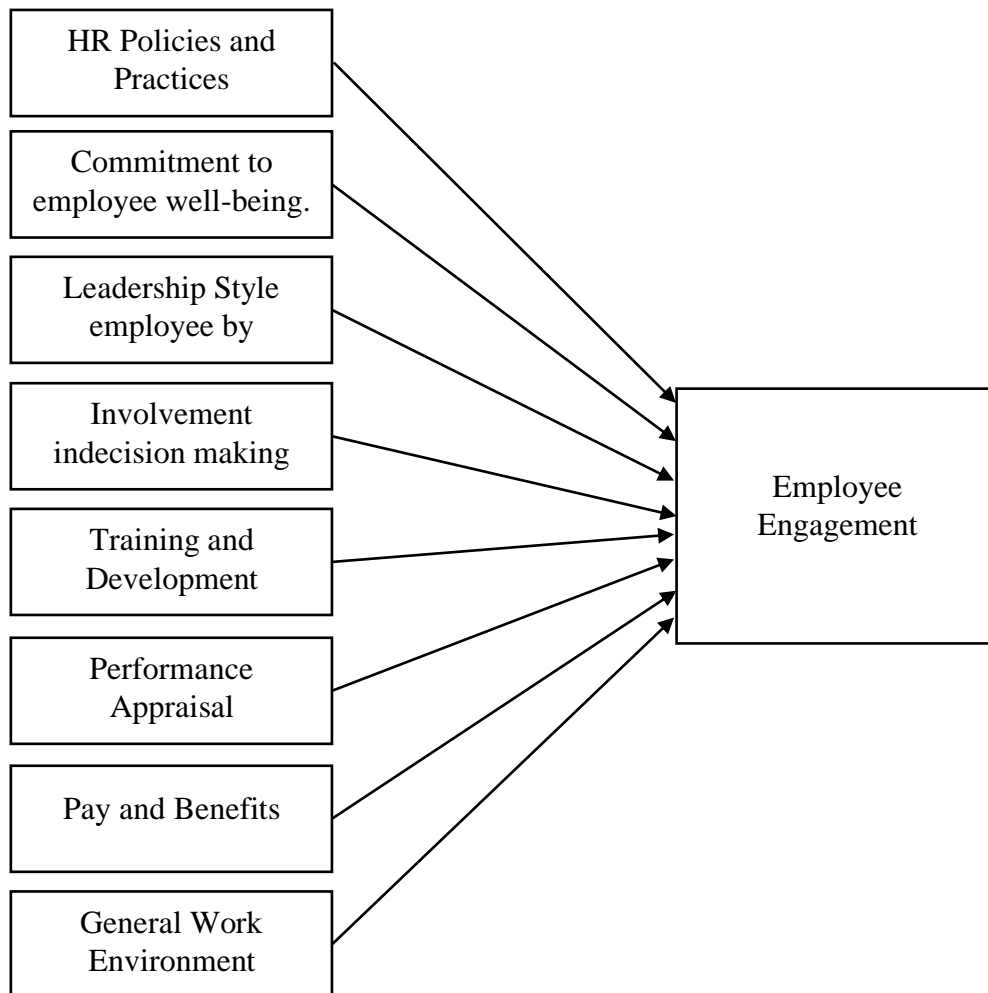 HR Policies and
Practices
Commitment to
employee well-being.
Leadership Style
employee by
Involvement
indecision making
Training and
Development
Performance
Appraisal
Pay and Benefits
General Work
Environment
Employee
Engagement